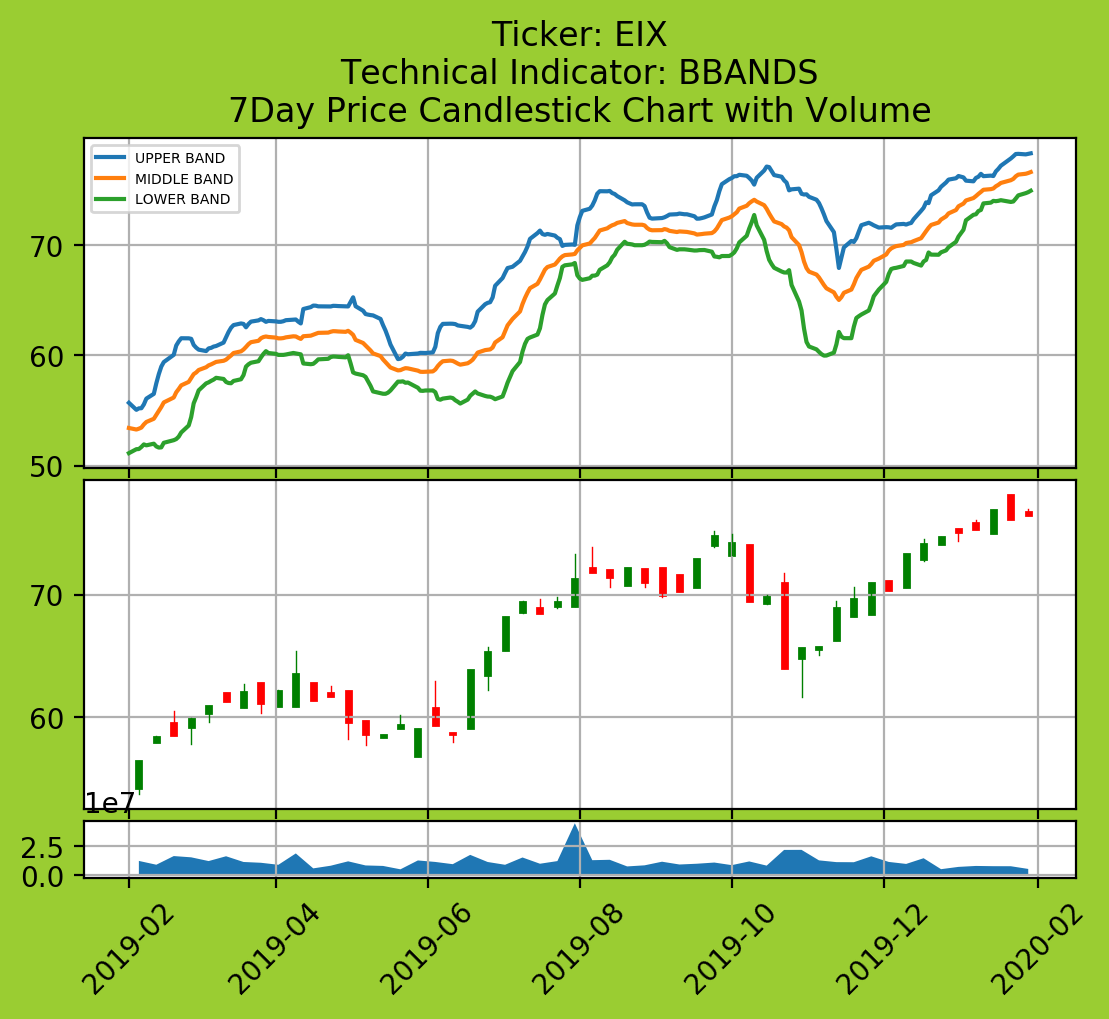 Ticker: EIX
Technical Indicator: BBANDS
7Day Price Candlestick Chart with Volume
UPPER BAND
MIDDLE BAND
LOWER BAND
70
60
50
70
60
1e7
2.5
0.0
2019-02
2019-04
2019-06
2019-08
2019-10
2019-12
2020-02